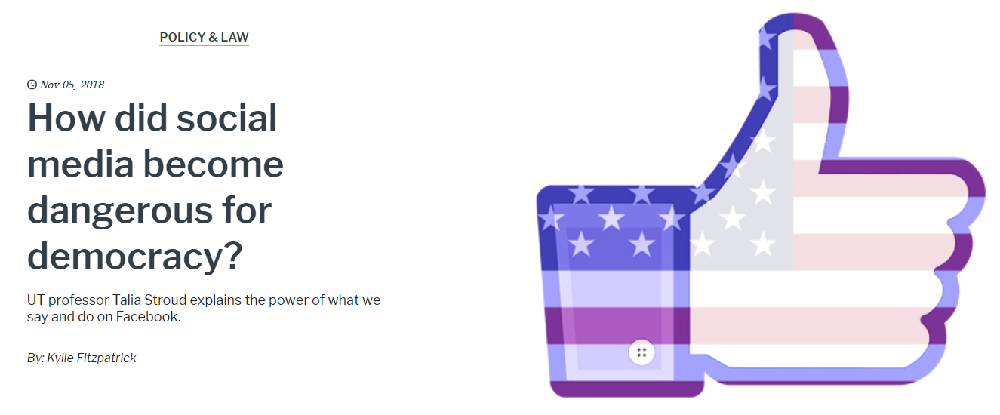 POLICY & LAW
Nov 05, 2018
How did social
media become
dangerous for
democracy?
UT professor Talia Stroud explains the power of what we
say and do on Facebook.
By: Kylie Fitzpatrick